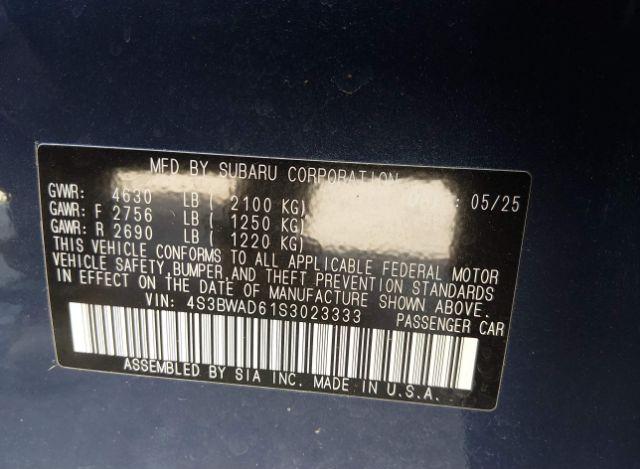 MFD BY SUBARU CORPORATION : 05/25
GVWR: 4630 LB ( 2100 KG)
GAWR: F 2756 LB ( 1250 KG)
GAWR: R 2690 LB ( 1220 KG)
THIS VEHICLE CONFORMS TO ALL APPLICABLE FEDERAL MOTOR
VEHICLE SAFETY, BUMPER, AND THEFT PREVENTION STANDARDS
IN EFFECT ON THE DATE OF MANUFACTURE SHOWN ABOVE.
VIN: 4S3BWAD61S3023333 PASSENGER CAR
ASSEMBLED BY SIA INC. MADE IN U.S.A.